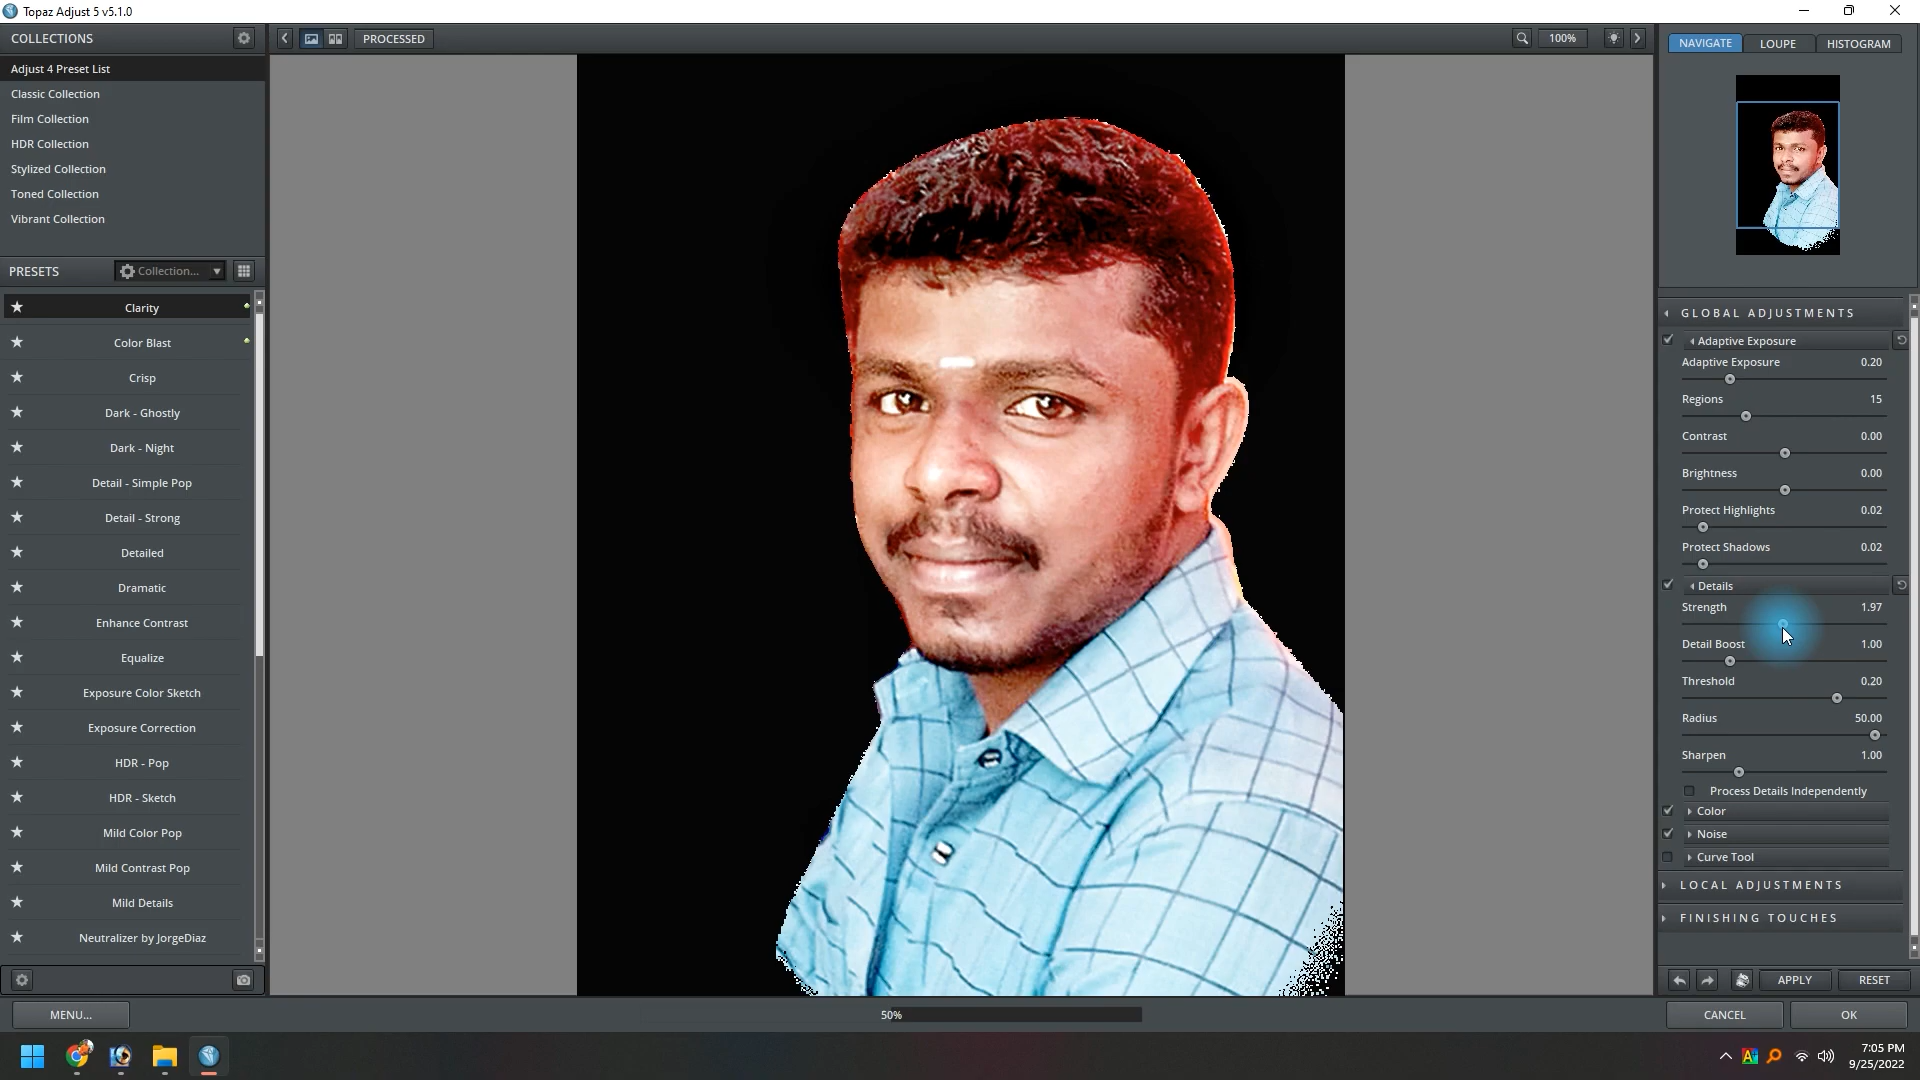 Topaz Adjust 5 v5.1.0
COLLECTIONS
Adjust 4 Preset List
Classic Collection
Film Collection
HDR Collection
Stylized Collection
Toned Collection
Vibrant Collection
PRESETS
Collection...
Clarity
Color Blast
Crisp
Dark - Ghostly
Dark - Night
Detail - Simple Pop
Detail - Strong
Detailed
Dramatic
Enhance Contrast
Equalize
Exposure Color Sketch
Exposure Correction
HDR - Pop
HDR - Sketch
Mild Color Pop
Mild Contrast Pop
Mild Details
Neutralizer by JorgeDiaz
MENU...
PROCESSED
100%
50%
NAVIGATE
LOUPE
HISTOGRAM
GLOBAL ADJUSTMENTS
Adaptive Exposure
Adaptive Exposure 0.20
Regions 15
Contrast 0.00
Brightness 0.00
Protect Highlights 0.02
Protect Shadows 0.02
Details
Strength 1.97
Detail Boost 1.00
Threshold 0.20
Radius 50.00
Sharpen 1.00
Process Details Independently
Color
Noise
Curve Tool
LOCAL ADJUSTMENTS
FINISHING TOUCHES
APPLY
RESET
CANCEL
OK
7:05 PM
9/25/2022